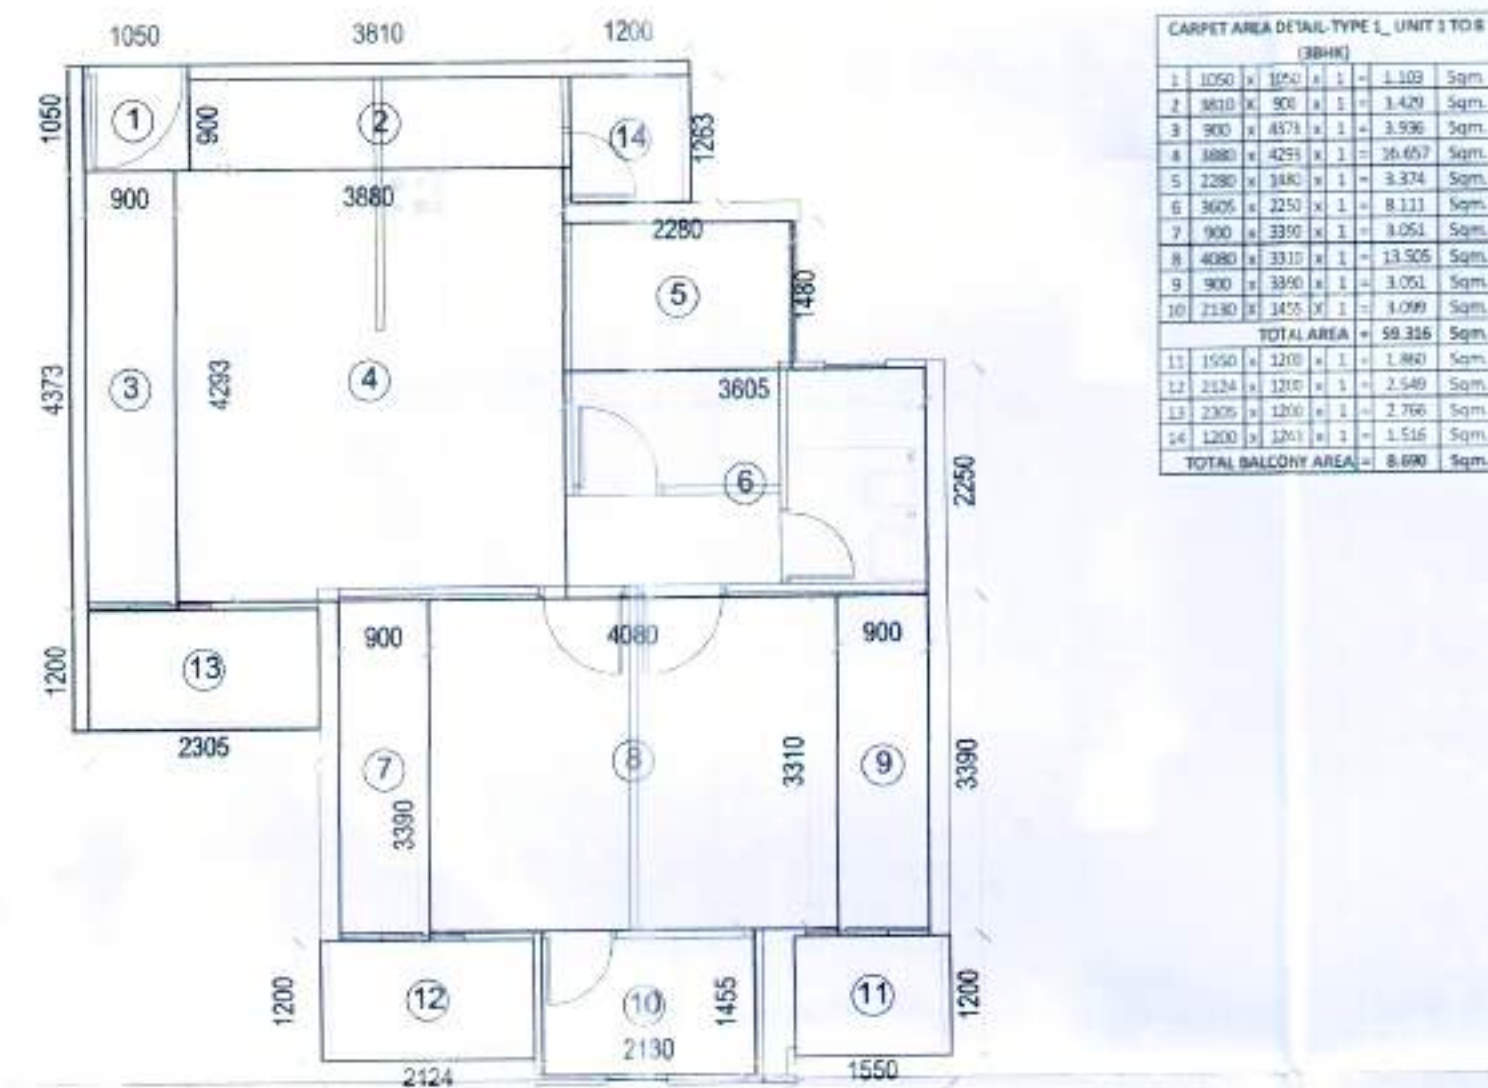 1050 3810 1200
1050
1
900
2
14
1263
900
3880
2280
5
1480
4373
3
4293
4
3605
6
2250
1200
13
2305
900
4080
900
7
8
3310
9
3390
3390
1200
12
10
1455
11
1200
2130
2124
1550
CARPET AREA DETAIL-TYPE 1_ UNIT 1 TO 8
(3BHK)
1 1050 x 1050 x 1 = 1.103 Sqm.
2 3810 X 900 x 1 = 3.429 Sqm.
3 900 x 4373 x 1 = 3.936 Sqm.
4 3880 x 4293 x 1 = 16.657 Sqm.
5 2280 x 1480 x 1 = 3.374 Sqm.
6 3605 x 2250 x 1 = 8.111 Sqm.
7 900 x 3390 x 1 = 3.051 Sqm.
8 4080 x 3310 x 1 = 13.505 Sqm.
9 900 x 3390 x 1 = 3.051 Sqm.
10 2130 X 1455 X 1 = 3.099 Sqm.
TOTAL AREA = 59.316 Sqm.
11 1550 x 1200 x 1 = 1.860 Sqm.
12 2124 x 1200 x 1 = 2.549 Sqm.
13 2305 x 1200 x 1 = 2.766 Sqm.
14 1200 x 1263 x 1 = 1.516 Sqm.
TOTAL BALCONY AREA = 8.690 Sqm.